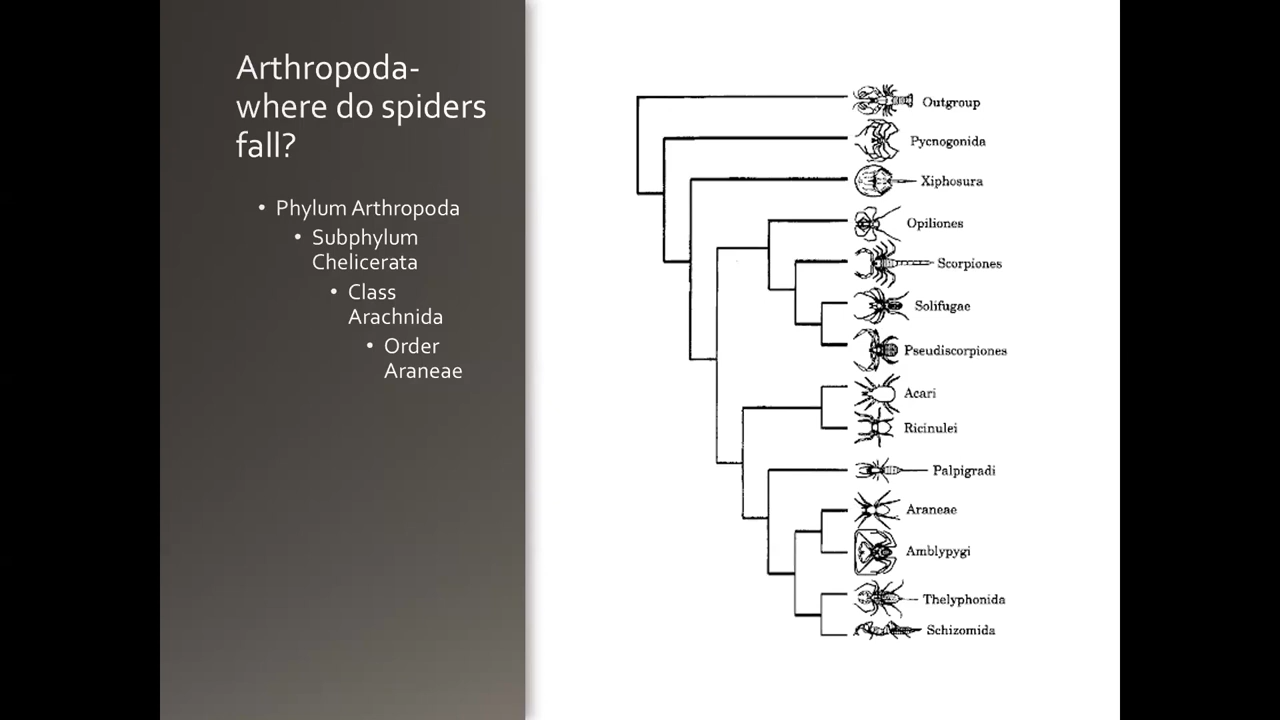 Arthropoda-
where do spiders
fall?
• Phylum Arthropoda
• Subphylum
Chelicerata
• Class
Arachnida
• Order
Araneae
Outgroup
Pycnogonida
Xiphosura
Opiliones
Scorpiones
Solifugae
Pseudiscorpiones
Acari
Ricinulei
Palpigradi
Araneae
Amblypygi
Thelyphonida
Schizomida